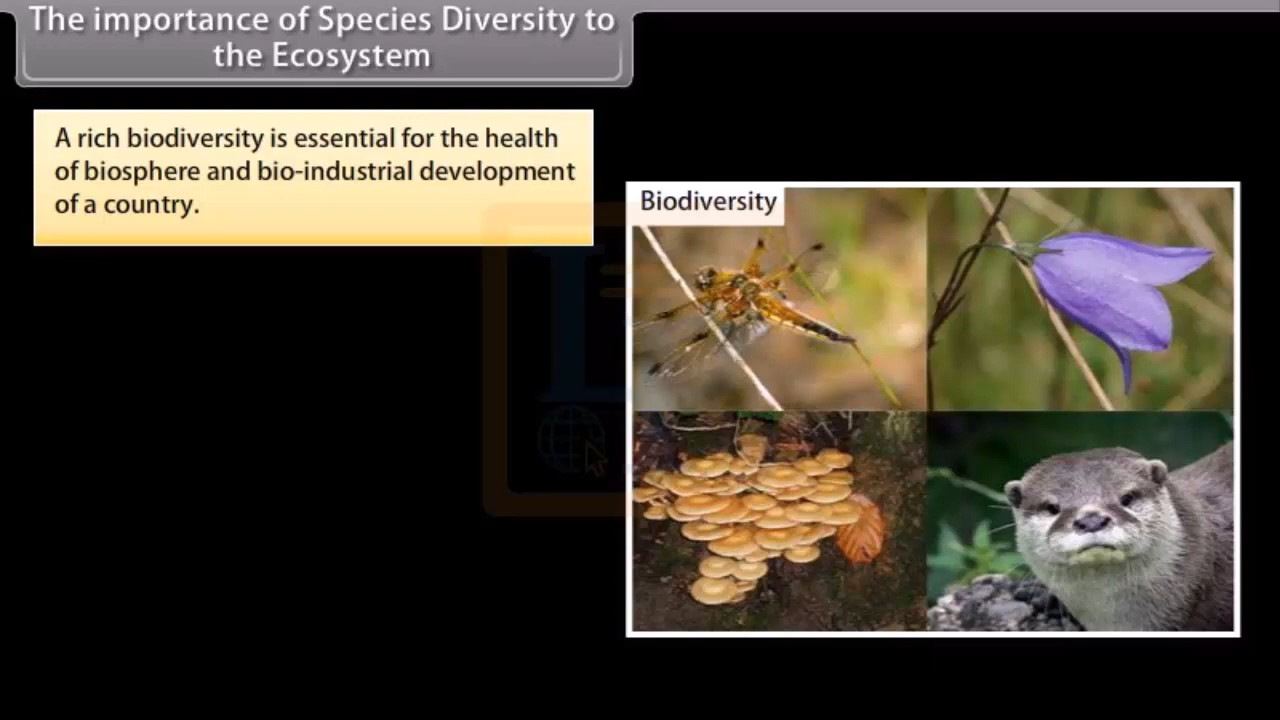 The importance of Species Diversity to
the Ecosystem
A rich biodiversity is essential for the health
of biosphere and bio-industrial development
of a country.
Biodiversity